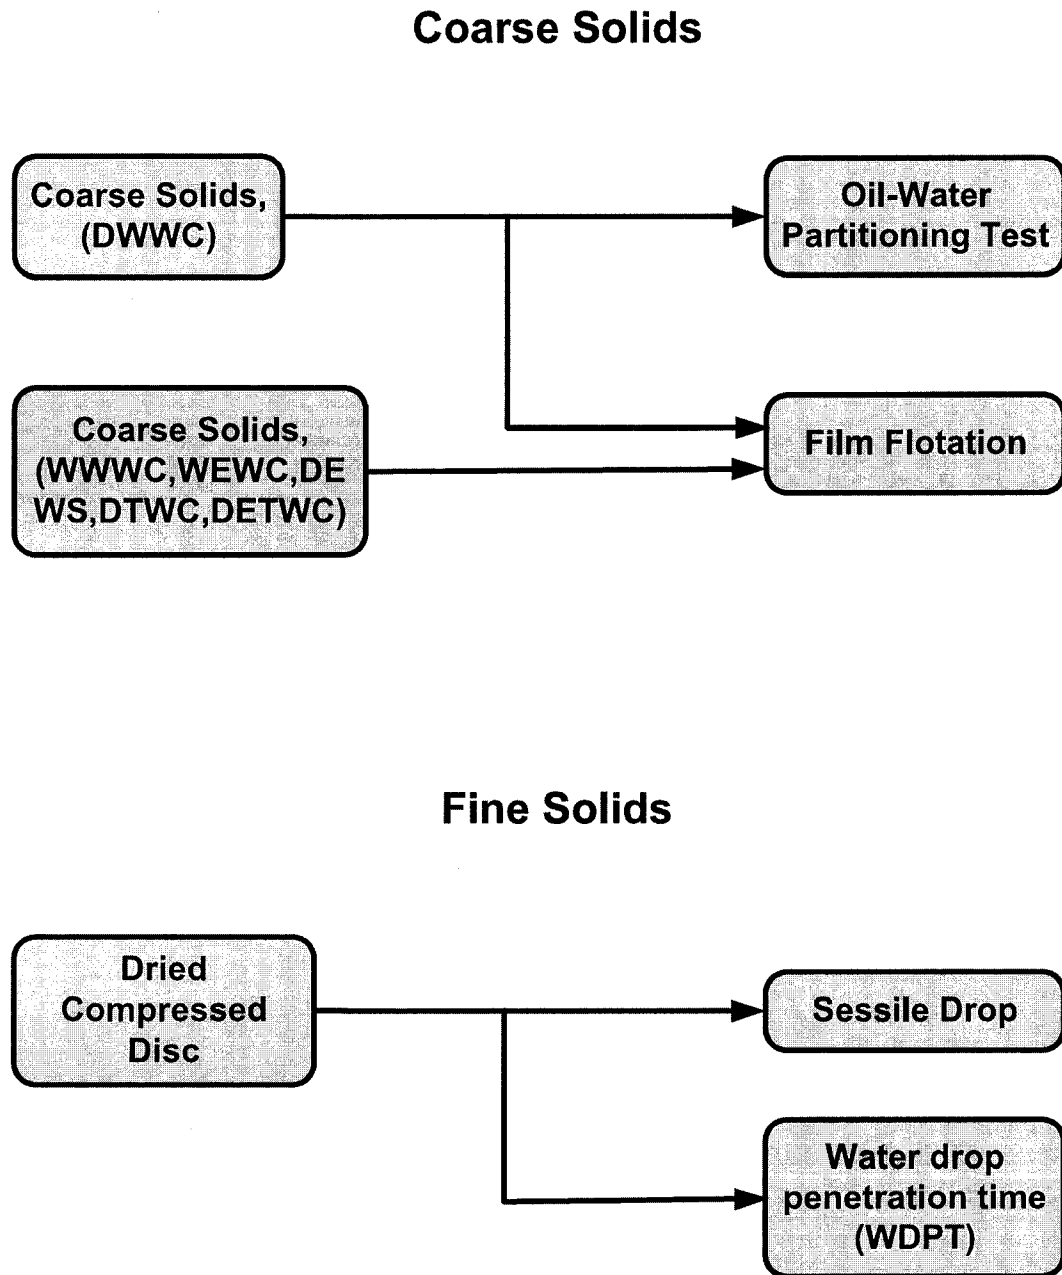 Coarse Solids
Coarse Solids,
(DWWC)
Oil-Water
Partitioning Test
Coarse Solids,
(WWWC,WEWC,DE
WS,DTWC,DETWC)
Film Flotation
Fine Solids
Dried
Compressed
Disc
Sessile Drop
Water drop
penetration time
(WDPT)